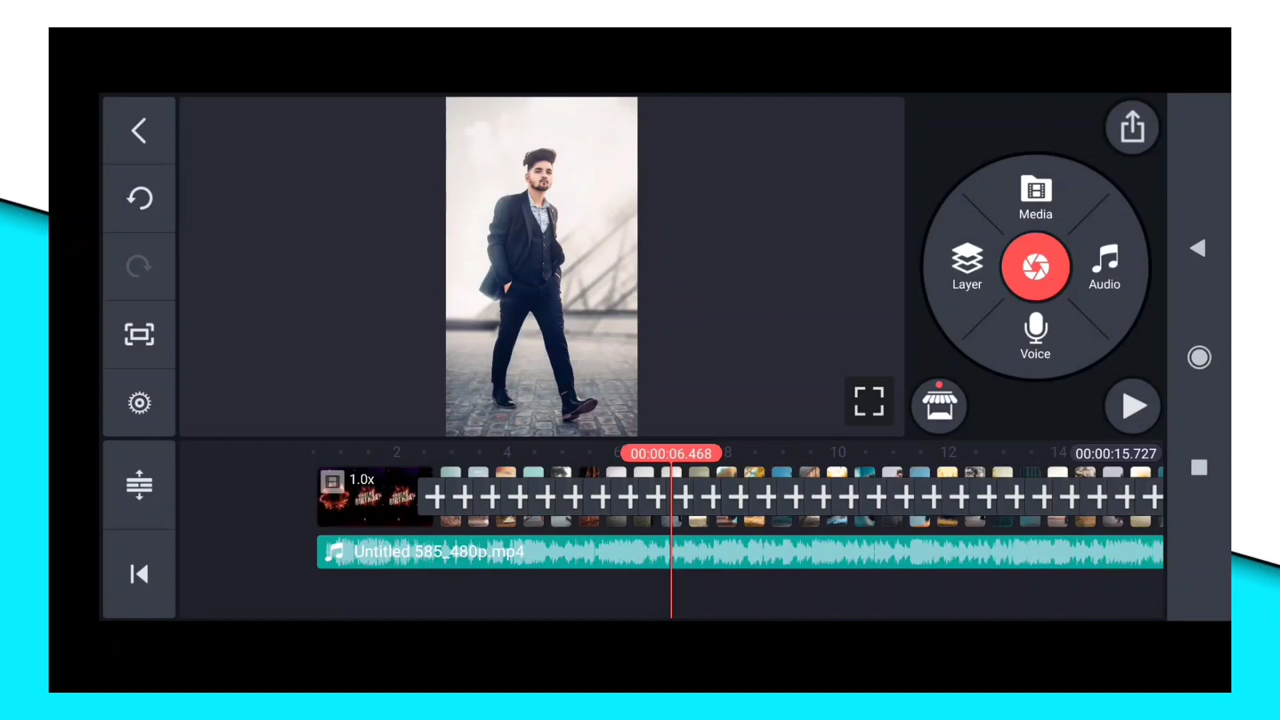 Media
Layer
Audio
Voice
2
4
6
00:00:06.468
8
10
12
14
00:00:15.727
1.0x
Untitled 585_480p.mp4